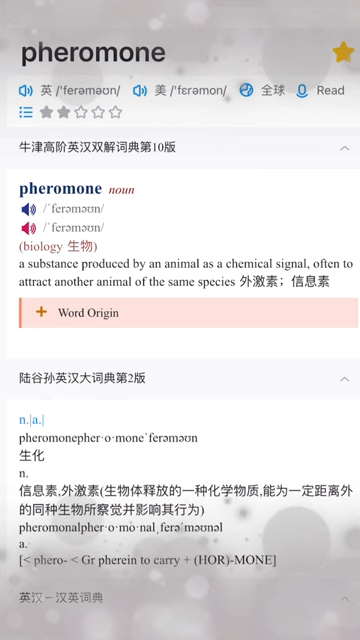 pheromone
英 /'ferəməʊn/ 美 /'fɛrəmon/ 全球 Read
牛津高阶英汉双解词典第10版
pheromone noun
/ˈferəməʊn/
/ˈferəməʊn/
(biology 生物)
a substance produced by an animal as a chemical signal, often to
attract another animal of the same species 外激素；信息素
+ Word Origin
陆谷孙英汉大词典第2版
n.|a.|
pheromonepher·o·moneˈferəməʊn
生化
n.
信息素,外激素(生物体释放的一种化学物质,能为一定距离外
的同种生物所察觉并影响其行为)
pheromonalpher·o·mo·nal͵ferəˈməʊnəl
a.
[< phero- < Gr pherein to carry + (HOR)-MONE]
英汉-汉英词典